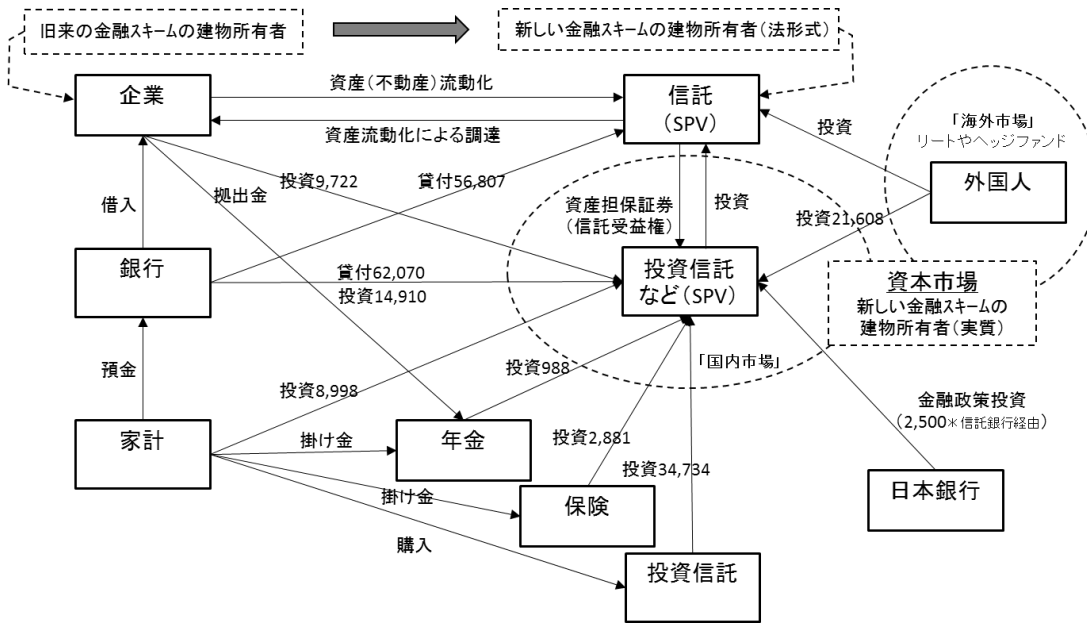 旧来の金融スキームの建物所有者
新しい金融スキームの建物所有者(法形式)
企業
資産(不動産)流動化
信託
(SPV)
資産流動化による調達
投資
「海外市場」
リートやヘッジファンド
外国人
投資9,722
貸付56,807
拠出金
借入
資産担保証券
(信託受益権)
投資
投資21,608
銀行
貸付62,070
投資14,910
投資信託
など(SPV)
資本市場
新しい金融スキームの
建物所有者(実質)
預金
投資8,998
投資988
「国内市場」
金融政策投資
(2,500*信託銀行経由)
家計
掛け金
年金
投資2,881
投資34,734
掛け金
保険
日本銀行
購入
投資信託